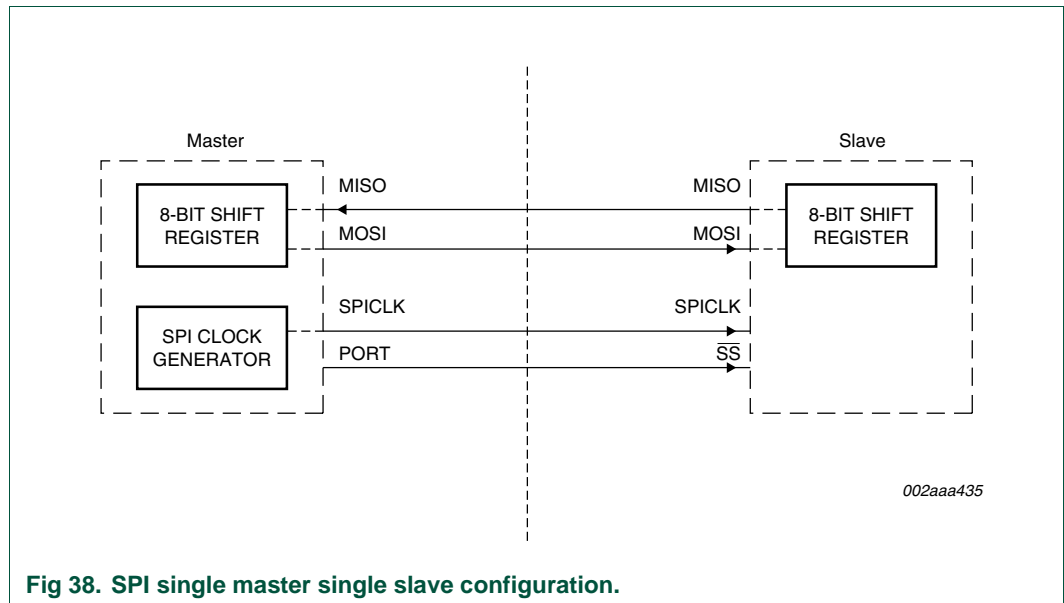 Master
Slave
MISO
MISO
8-BIT SHIFT
REGISTER
8-BIT SHIFT
REGISTER
MOSI
MOSI
SPICLK
SPICLK
SPI CLOCK
GENERATOR
PORT
SS
002aaa435
Fig 38. SPI single master single slave configuration.